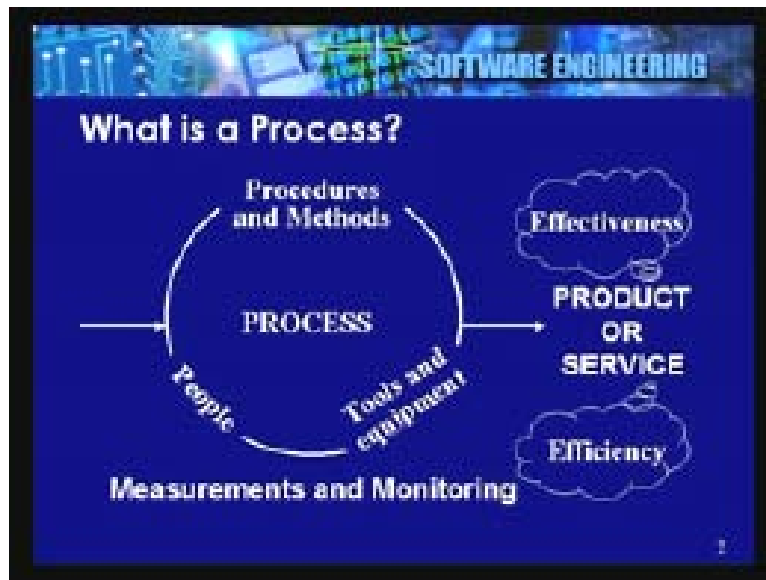 SOFTWARE ENGINEERING
What is a Process?
Procedures
and Methods
PROCESS
People
Tools and
equipment
Effectiveness
PRODUCT
OR
SERVICE
Efficiency
Measurements and Monitoring